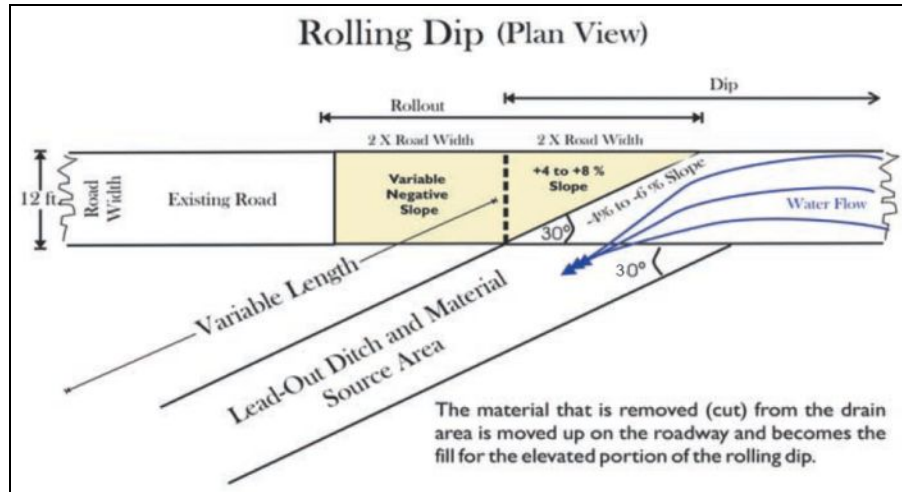 Rolling Dip (Plan View)
Dip
Rollout
2 X Road Width
2 X Road Width
12 ft.
Road
Width
Existing Road
Variable
Negative
Slope
+4 to +8 %
Slope
-4% to -6 % Slope
Water Flow
30°
30°
Variable Length
Lead-Out Ditch and Material
Source Area
The material that is removed (cut) from the drain
area is moved up on the roadway and becomes the
fill for the elevated portion of the rolling dip.